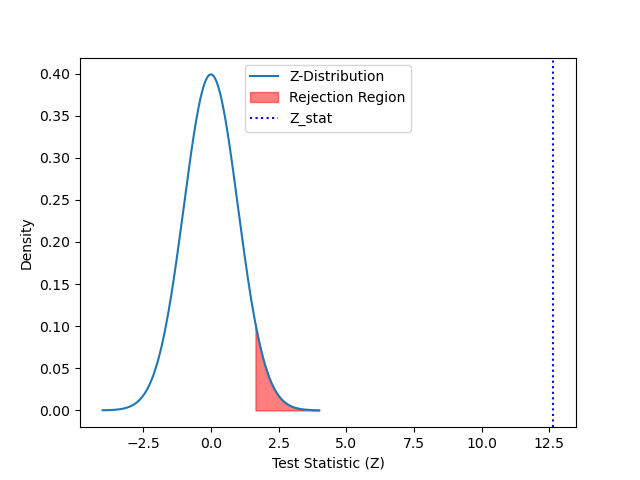 Z-Distribution
Rejection Region
Z_stat
0.40
0.35
0.30
0.25
0.20
0.15
0.10
0.05
0.00
Density
−2.5 0.0 2.5 5.0 7.5 10.0 12.5
Test Statistic (Z)